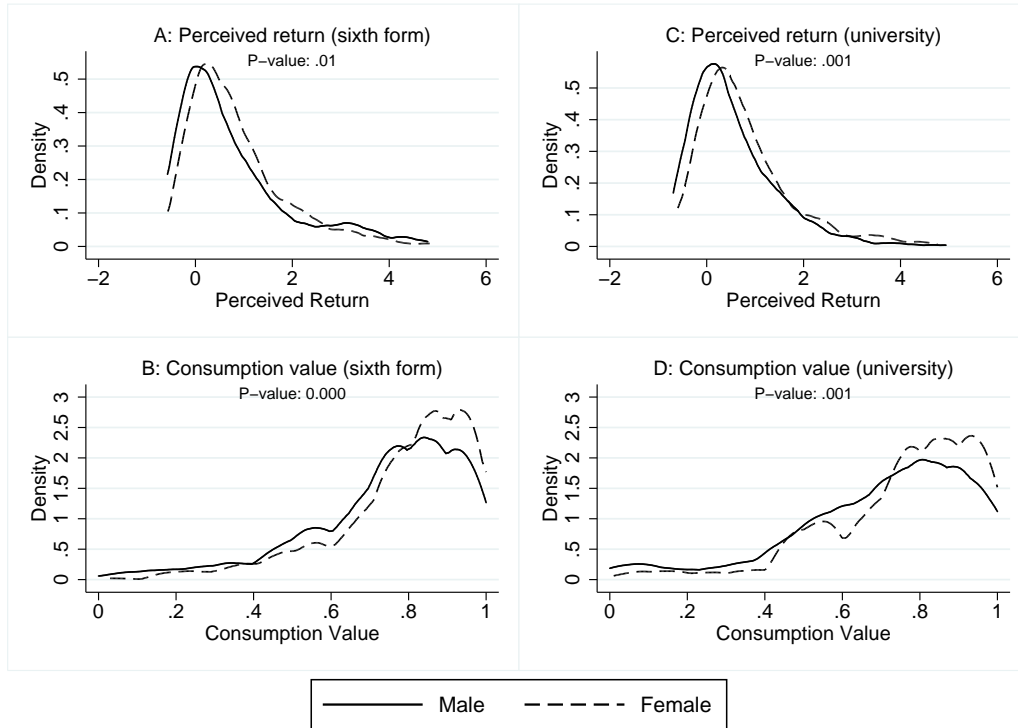 A: Perceived return (sixth form)
P−value: .01
Density
.5
.4
.3
.2
.1
0
−2 0 2 4 6
Perceived Return
C: Perceived return (university)
P−value: .001
Density
.5
.4
.3
.2
.1
0
−2 0 2 4 6
Perceived Return
B: Consumption value (sixth form)
P−value: 0.000
Density
3
2.5
2
1.5
1
.5
0
0 .2 .4 .6 .8 1
Consumption Value
D: Consumption value (university)
P−value: .001
Density
3
2.5
2
1.5
1
.5
0
0 .2 .4 .6 .8 1
Consumption Value
Male Female